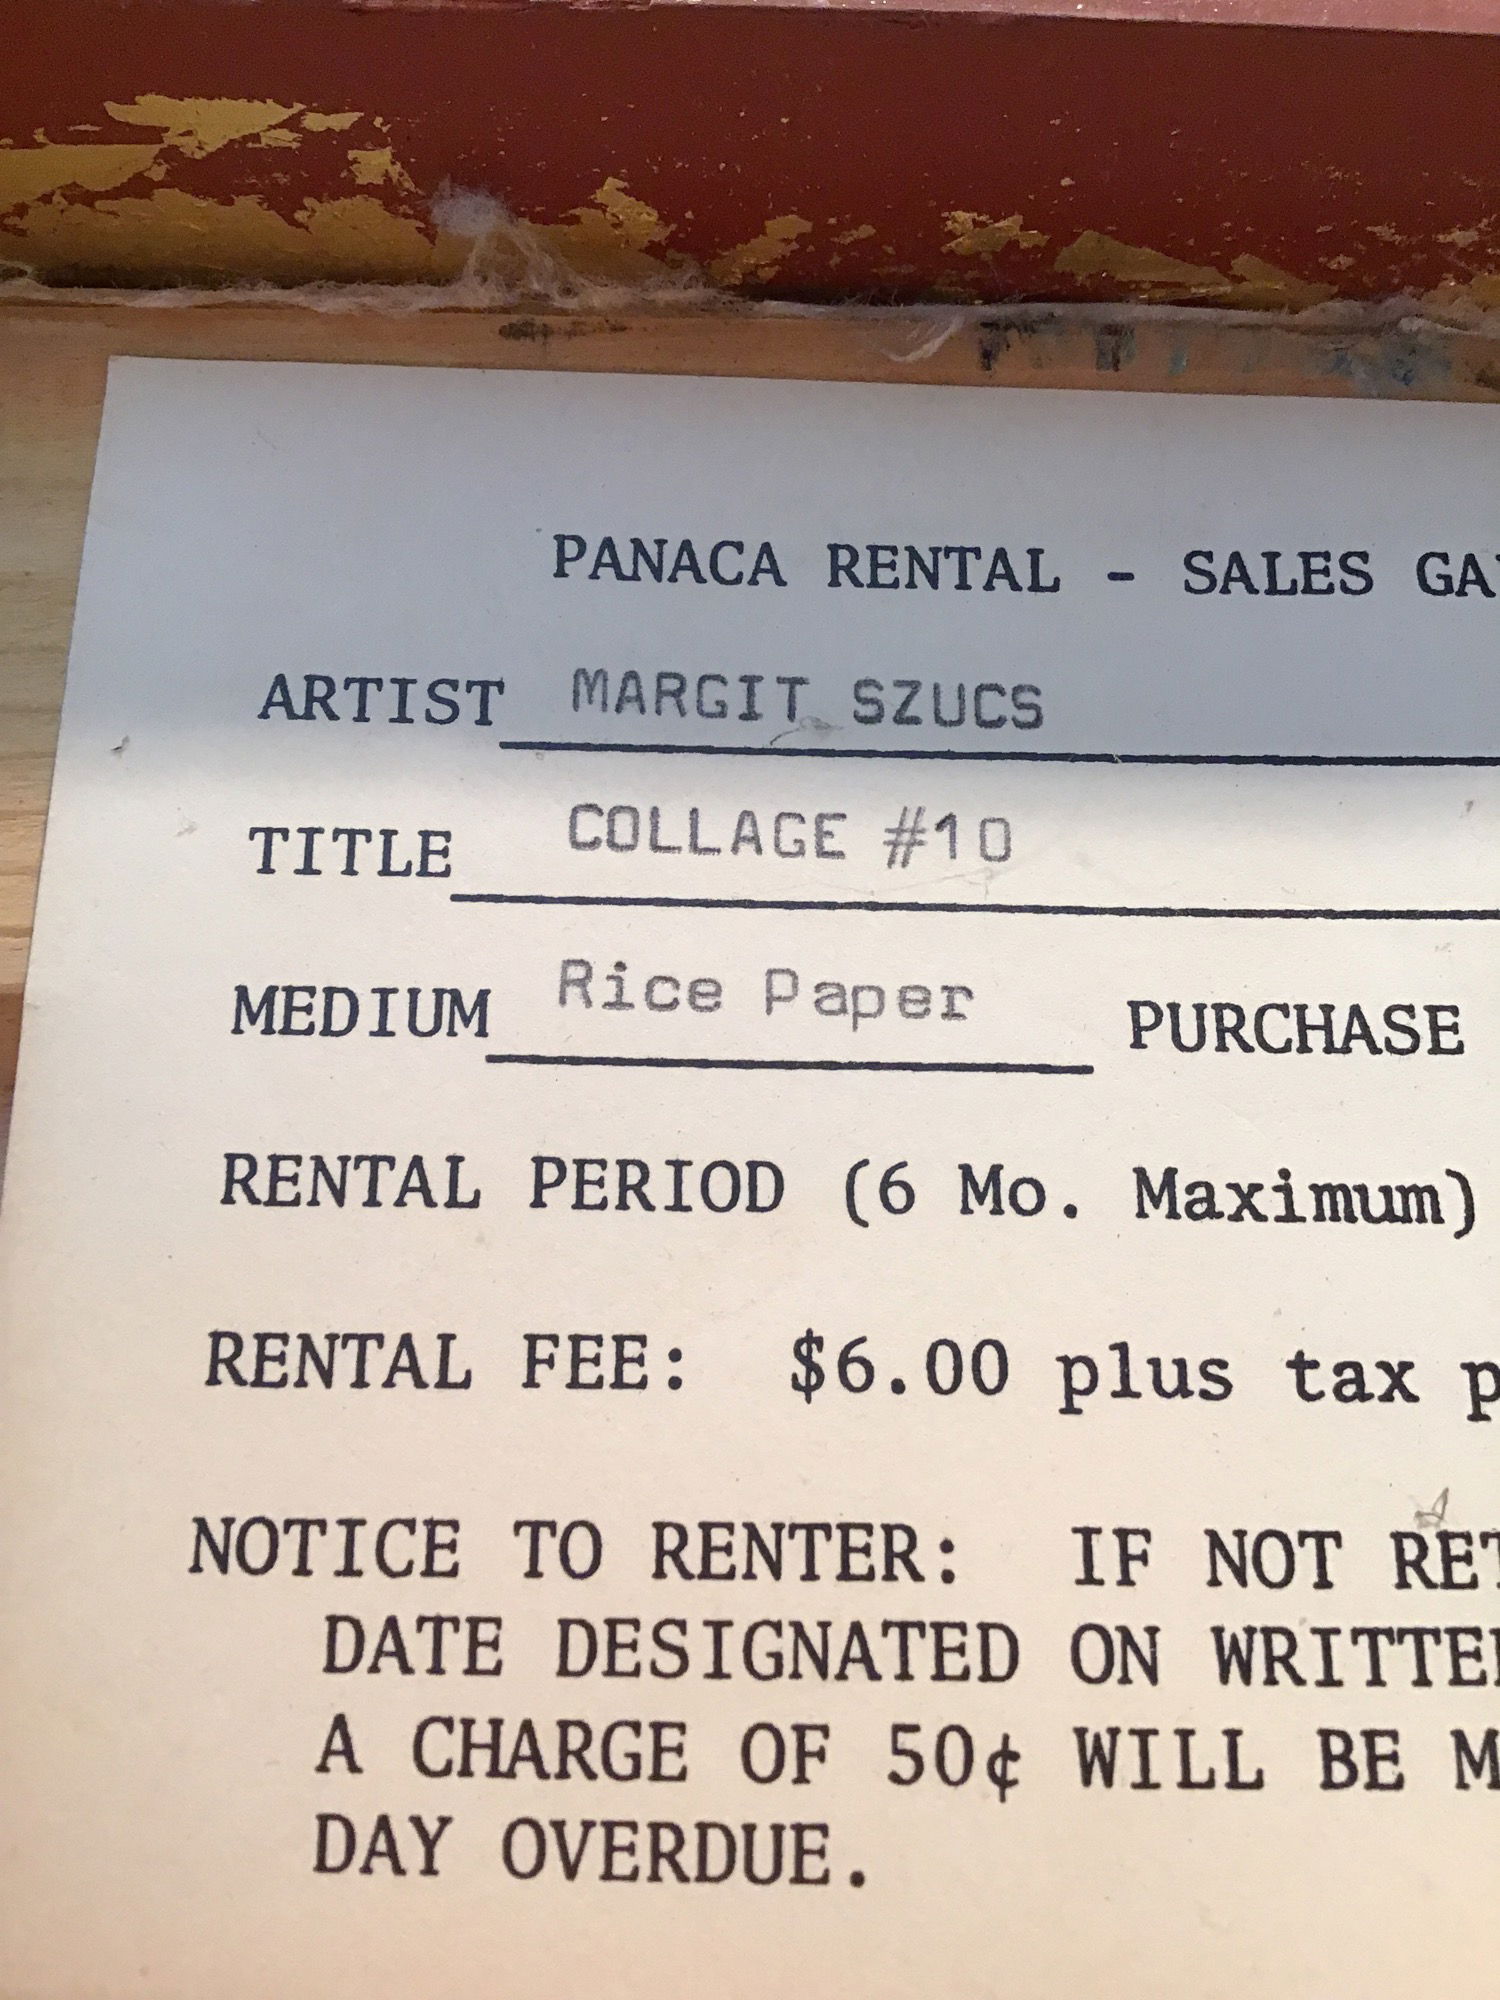 PANACA RENTAL - SALES GA
ARTIST MARGIT SZUCS
TITLE COLLAGE #10
MEDIUM Rice Paper PURCHASE
RENTAL PERIOD (6 Mo. Maximum)
RENTAL FEE: $6.00 plus tax p
NOTICE TO RENTER: IF NOT RET
DATE DESIGNATED ON WRITTE
A CHARGE OF 50¢ WILL BE M
DAY OVERDUE.